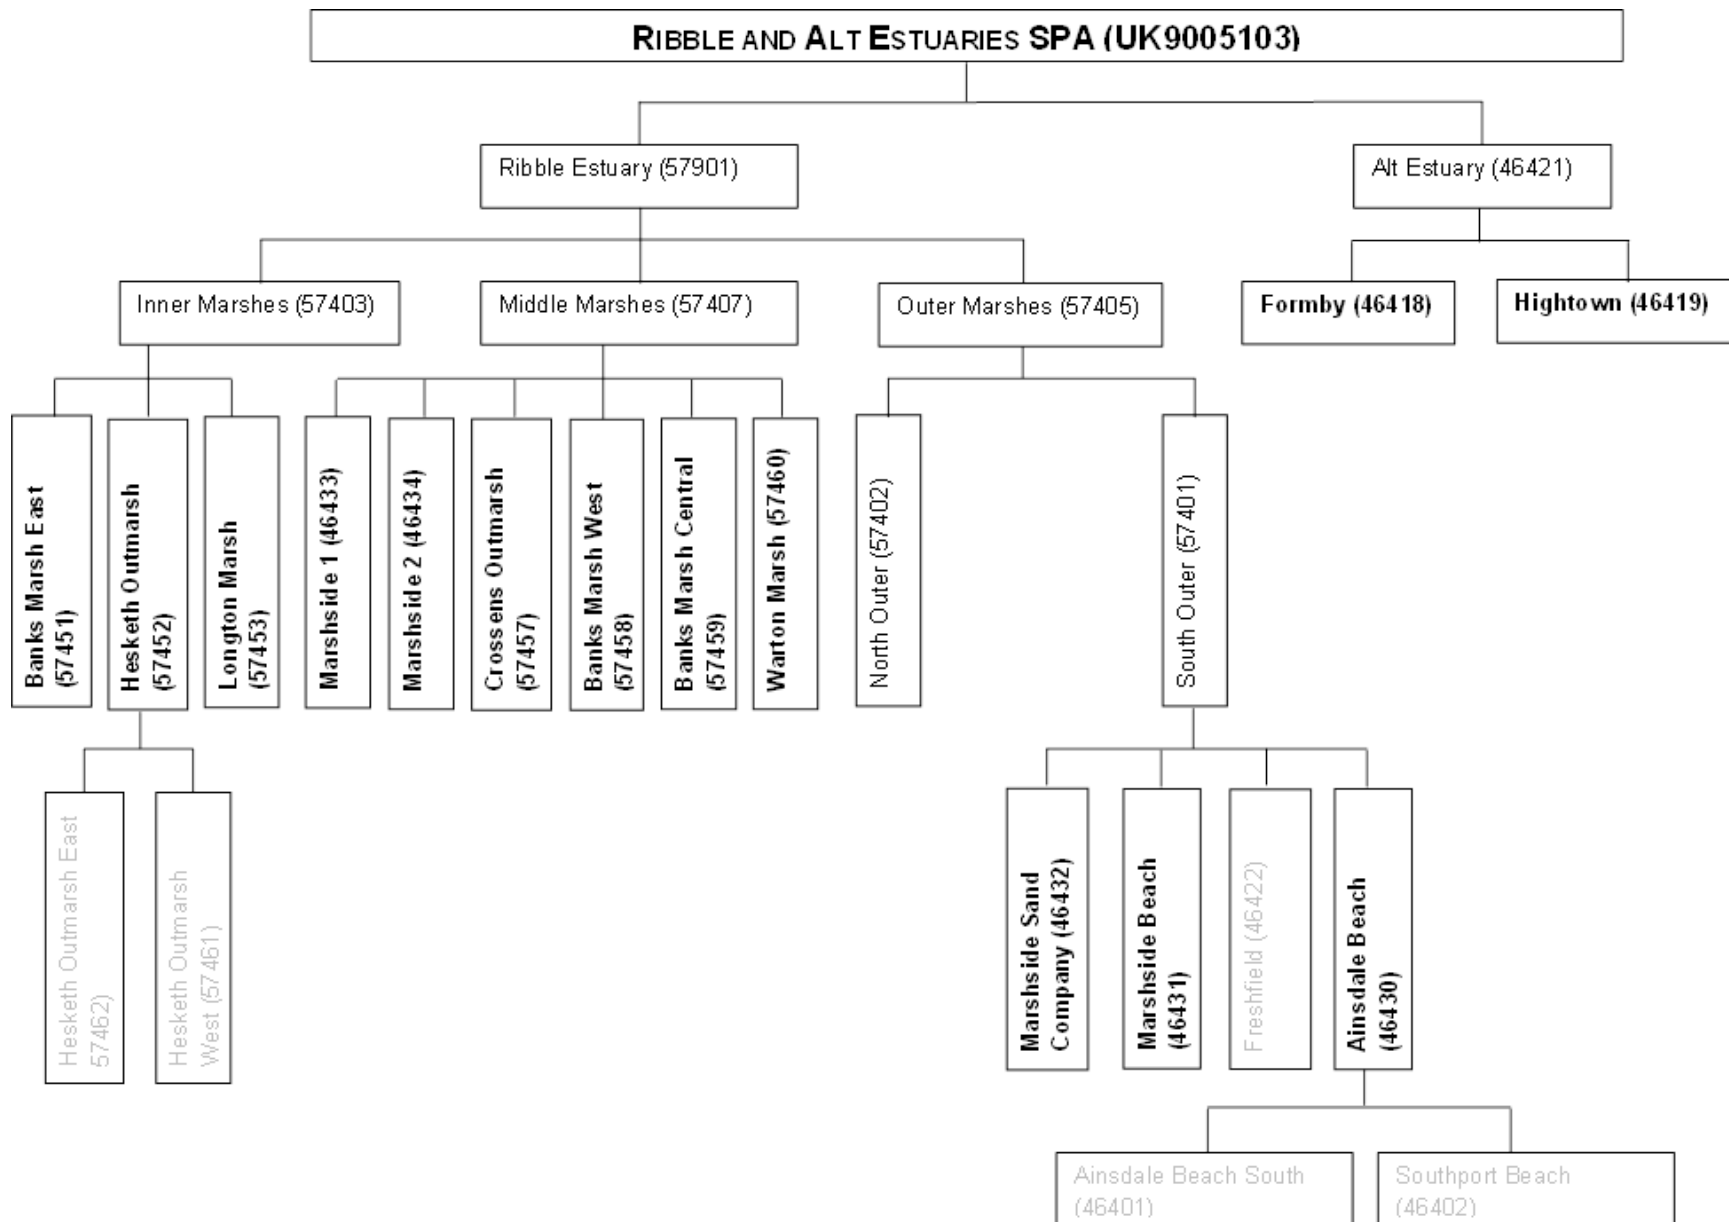 RIBBLE AND ALT ESTUARIES SPA (UK9005103)
Ribble Estuary (57901)
Alt Estuary (46421)
Inner Marshes (57403)
Middle Marshes (57407)
Outer Marshes (57405)
Formby (46418)
Hightown (46419)
Banks Marsh East
(57451)
Hesketh Outmarsh
(57452)
Longton Marsh
(57453)
Marshside 1 (46433)
Marshside 2 (46434)
Crossens Outmarsh
(57457)
Banks Marsh West
(57458)
Banks Marsh Central
(57459)
Warton Marsh (57460)
North Outer (57402)
South Outer (57401)
Hesketh Outmarsh East
57462)
Hesketh Outmarsh
West (57461)
Marshside Sand
Company (46432)
Marshside Beach
(46431)
Freshfield (46422)
Ainsdale Beach
(46430)
Ainsdale Beach South
(46401)
Southport Beach
(46402)